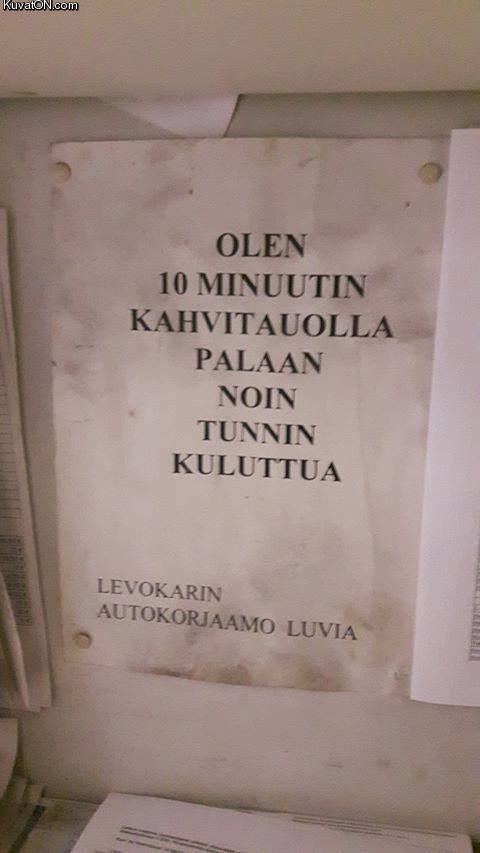 KuvatON.com
OLEN
10 MINUUTIN
KAHVITAUOLLA
PALAAN
NOIN
TUNNIN
KULUTTUA
LEVOKARIN
AUTOKORJAAMO LUVIA